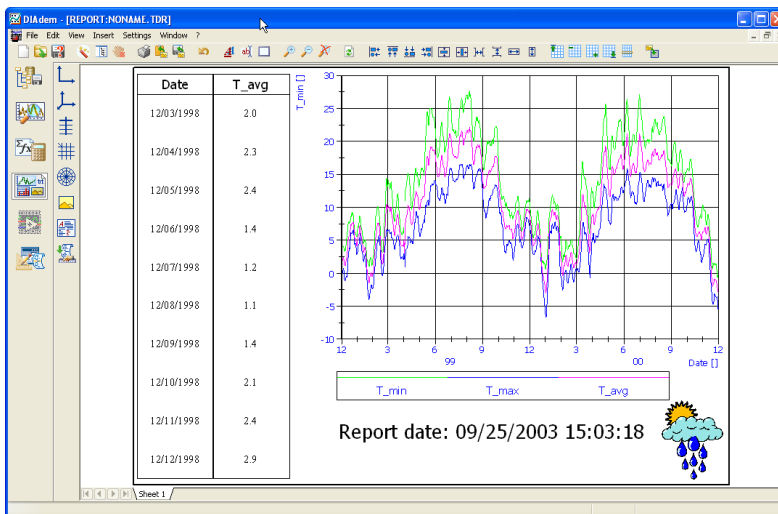 DIAdem - [REPORT:NONAME.TDR]
File Edit View Insert Settings Window ?
Date T_avg
12/03/1998 2.0
12/04/1998 2.3
12/05/1998 2.4
12/06/1998 1.4
12/07/1998 1.2
12/08/1998 1.1
12/09/1998 1.4
12/10/1998 2.1
12/11/1998 2.4
12/12/1998 2.9
T_min []
30
25
20
15
10
5
0
-5
-10
12 3 6 9 12 3 6 9 12
99 00 Date []
T_min T_max T_avg
Report date: 09/25/2003 15:03:18
Sheet 1